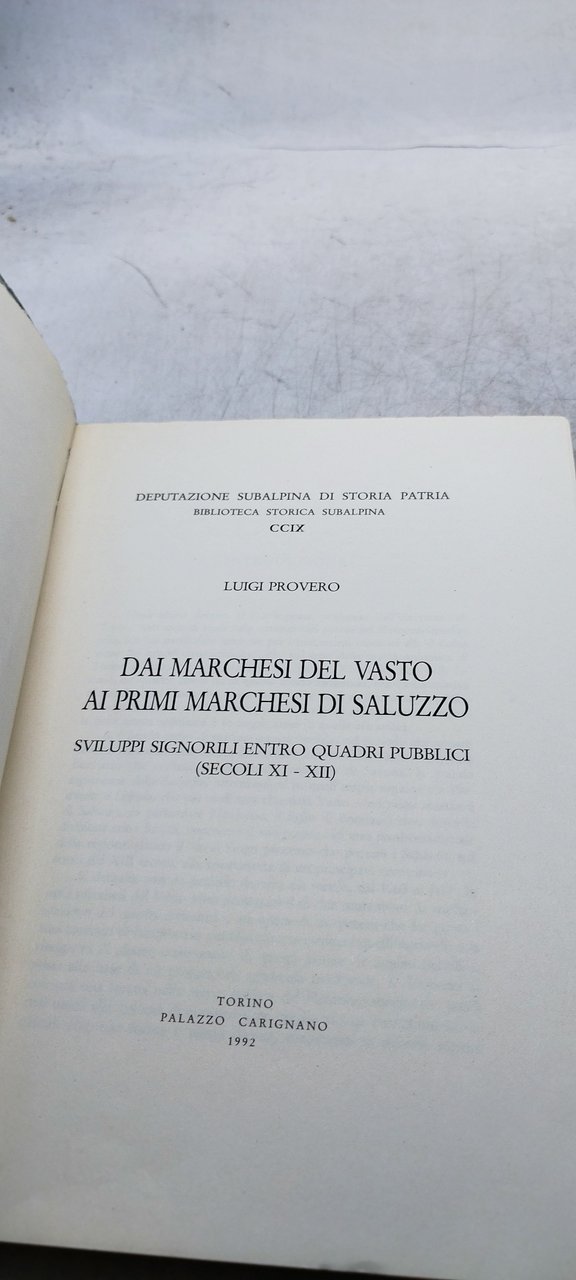 DEPUTAZIONE SUBALPINA DI STORIA PATRIA
BIBLIOTECA STORICA SUBALPINA
CCIX
LUIGI PROVERO
DAI MARCHESI DEL VASTO
AI PRIMI MARCHESI DI SALUZZO
SVILUPPI SIGNORILI ENTRO QUADRI PUBBLICI
(SECOLI XI - XII)
TORINO
PALAZZO CARIGNANO
1992